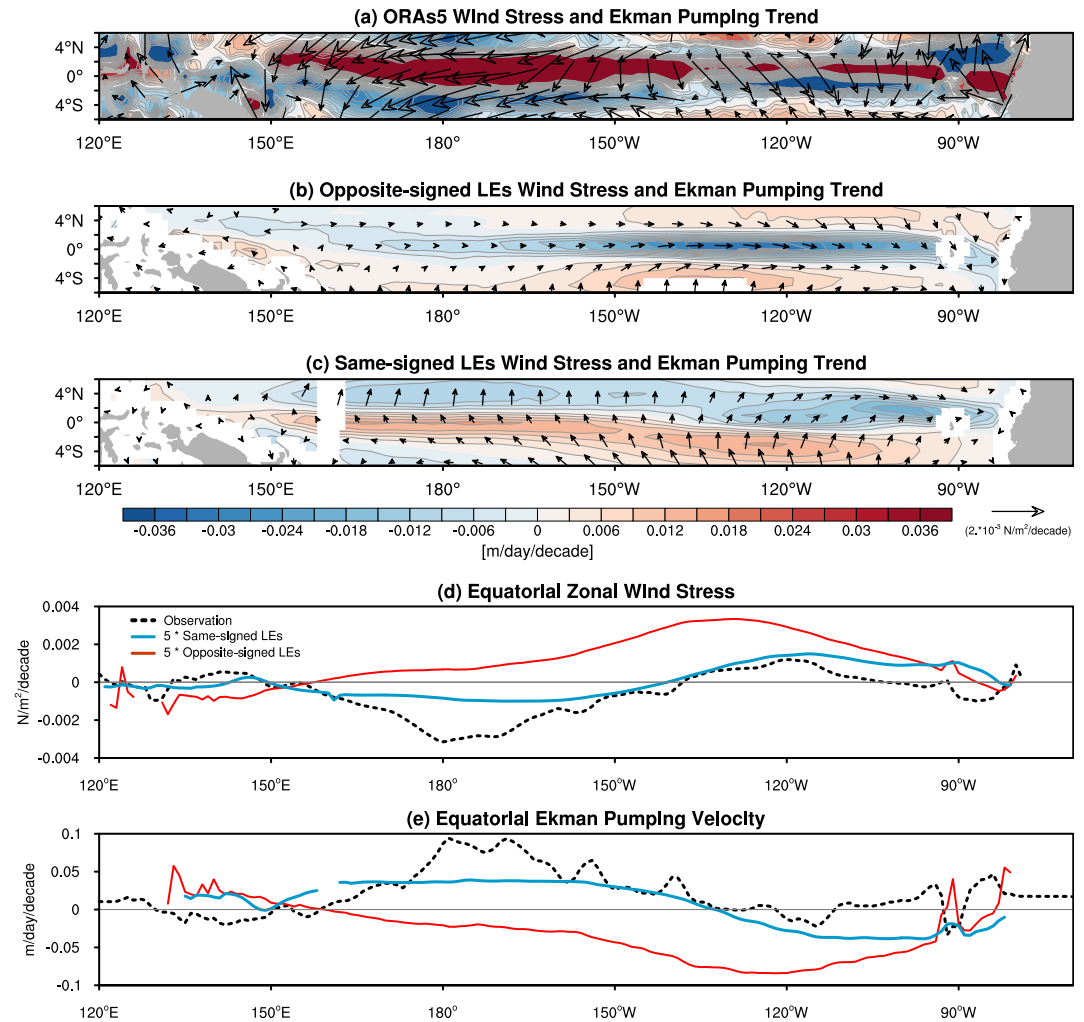 (a) ORAs5 WInd Stress and Ekman PumpIng Trend
4°N
0°
4°S
120°E 150°E 180° 150°W 120°W 90°W
(b) Opposite-signed LEs Wind Stress and Ekman Pumping Trend
4°N
0°
4°S
120°E 150°E 180° 150°W 120°W 90°W
(c) Same-signed LEs Wind Stress and Ekman Pumping Trend
4°N
0°
4°S
120°E 150°E 180° 150°W 120°W 90°W
-0.036 -0.03 -0.024 -0.018 -0.012 -0.006 0 0.006 0.012 0.018 0.024 0.03 0.036
(2.*10⁻³ N/m²/decade)
[m/day/decade]
(d) Equatorial Zonal WInd Stress
N/m²/decade
0.004
0.002
0
-0.002
-0.004
Observation
5 * Same-signed LEs
5 * Opposite-signed LEs
120°E 150°E 180° 150°W 120°W 90°W
(e) Equatorial Ekman PumpIng Velocity
m/day/decade
0.1
0.05
0
-0.05
-0.1
120°E 150°E 180° 150°W 120°W 90°W